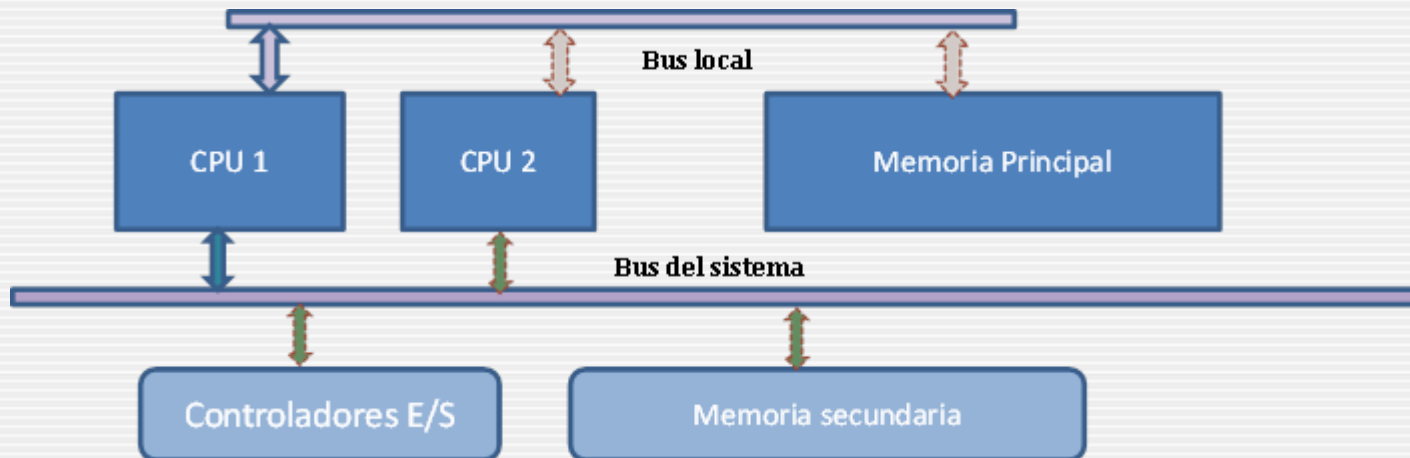 Bus local
CPU 1
CPU 2
Memoria Principal
Bus del sistema
Controladores E/S
Memoria secundaria